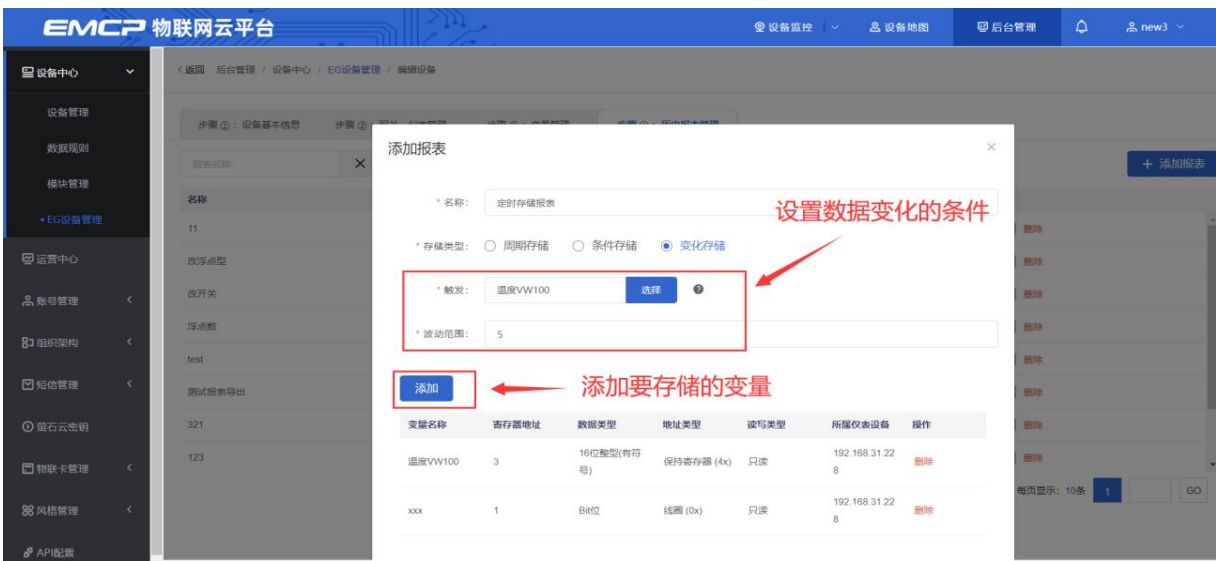 EMCP 物联网云平台
设备监控
设备地图
后台管理
new3
设备中心
设备管理
数据规则
模块管理
•EG设备管理
运营中心
账号管理
组织架构
短信管理
萤石云密钥
物联卡管理
风格管理
API配置
<返回 后台管理 / 设备中心 / EG设备管理 / 编辑设备
步骤①：设备基本信息
报表名称
+ 添加报表
名称
11
改浮点型
改开关
浮点数
test
测试报表导出
321
123
删除
删除
删除
删除
删除
删除
删除
删除
每页显示：10条 1 GO
添加报表
* 名称： 定时存储报表
* 存储类型： 周期存储 条件存储 变化存储
* 触发： 温度VW100 选择
* 波动范围： 5
设置数据变化的条件
添加
添加要存储的变量
变量名称 寄存器地址 数据类型 地址类型 读写类型 所属仪表设备 操作
温度VW100 3 16位整型(有符号) 保持寄存器 (4x) 只读 192.168.31.228 删除
xxx 1 Bit位 线圈 (0x) 只读 192.168.31.228 删除